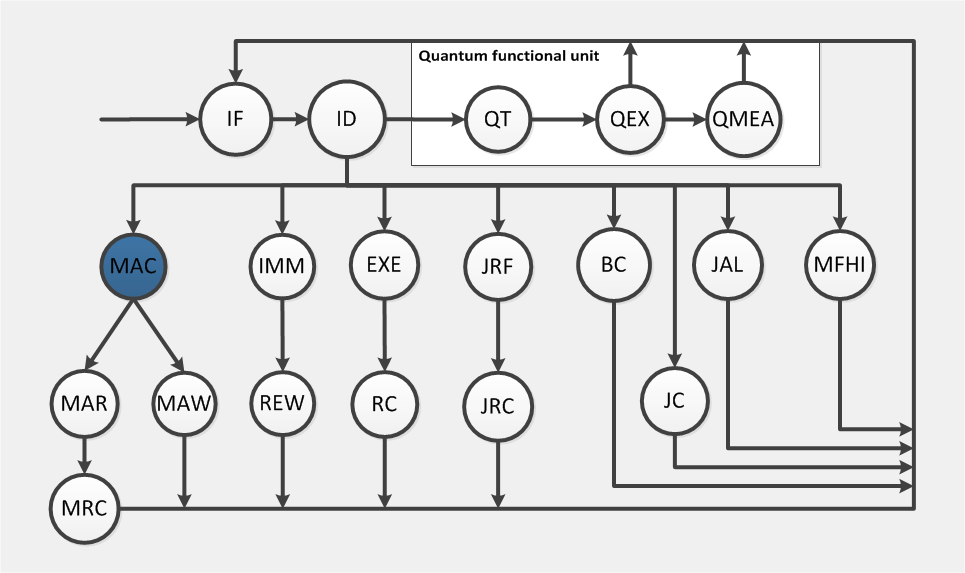 Quantum functional unit
IF
ID
QT
QEX
QMEA
MAC
IMM
EXE
JRF
BC
JAL
MFHI
MAR
MAW
REW
RC
JRC
JC
MRC